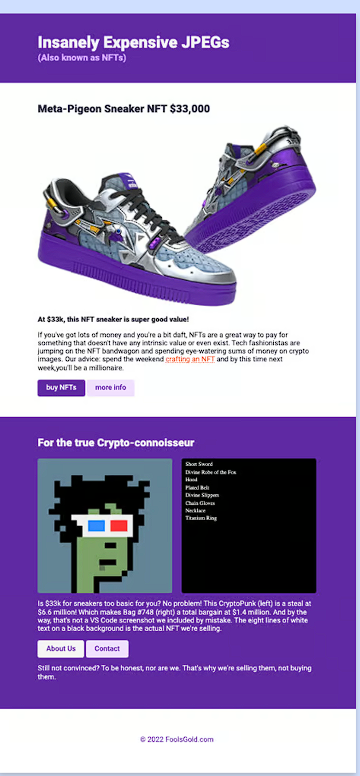 Insanely Expensive JPEGs
(Also known as NFTs)
Meta-Pigeon Sneaker NFT $33,000
At $33k, this NFT sneaker is super good value!
If you've got lots of money and you're a bit daft, NFTs are a great way to pay for
something that doesn't have any intrinsic value or even exist. Tech fashionistas are
jumping on the NFT bandwagon and spending eye-watering sums of money on crypto
images. Our advice: spend the weekend crafting an NFT and by this time next
week,you'll be a millionaire.
buy NFTs
more info
For the true Crypto-connoisseur
Short Sword
Divine Robe of the Fox
Hood
Plated Belt
Divine Slippers
Chain Gloves
Necklace
Titanium Ring
Is $33k for sneakers too basic for you? No problem! This CryptoPunk (left) is a steal at
$6.6 million! Which makes Bag #748 (right) a total bargain at $1.4 million. And by the
way, that's not a VS Code screenshot we included by mistake. The eight lines of white
text on a black background is the actual NFT we're selling.
About Us
Contact
Still not convinced? To be honest, nor are we. That's why we're selling them, not buying
them.
© 2022 FoolsGold.com